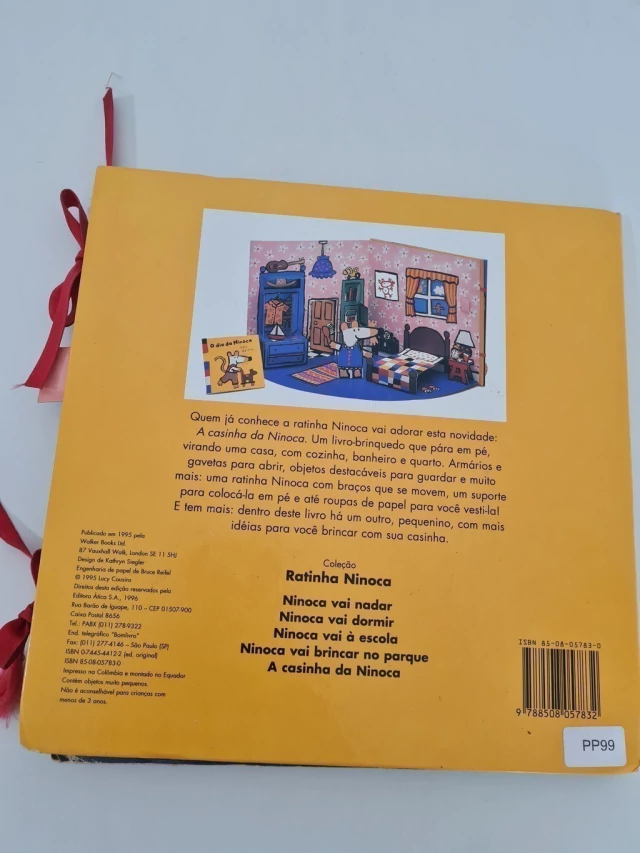 O dia da Ninoca
Quem já conhece a ratinha Ninoca vai adorar esta novidade:
A casinha da Ninoca. Um livro-brinquedo que pára em pé,
virando uma casa, com cozinha, banheiro e quarto. Armários e
gavetas para abrir, objetos destacáveis para guardar e muito
mais: uma ratinha Ninoca com braços que se movem, um suporte
para colocá-la em pé e até roupas de papel para você vesti-la!
E tem mais: dentro deste livro há um outro, pequenino, com mais
idéias para você brincar com sua casinha.
Publicado em 1995 pela
Walker Books Ltd.
87 Vauxhall Walk, London SE 11 5HJ
Design de Kathryn Siegler
Engenharia de papel de Bruce Reifel
© 1995 Lucy Cousins
Direitos desta edição reservados pela
Editora Ática S.A., 1996
Rua Barão de Iguape, 110 – CEP 01507-900
Caixa Postal 8656
Tel.: PABX (011) 278-9322
End. telegráfico "Bomlivro"
Fax: (011) 277-4146 – São Paulo (SP)
ISBN 0-7445-4412-2 (ed. original)
ISBN 85-08-05783-0
Impresso na Colômbia e montado no Equador
Contém objetos muito pequenos.
Não é aconselhável para crianças com
menos de 3 anos.
Coleção
Ratinha Ninoca
Ninoca vai nadar
Ninoca vai dormir
Ninoca vai à escola
Ninoca vai brincar no parque
A casinha da Ninoca
ISBN 85-08-05783-0
9 788508 057832
PP99